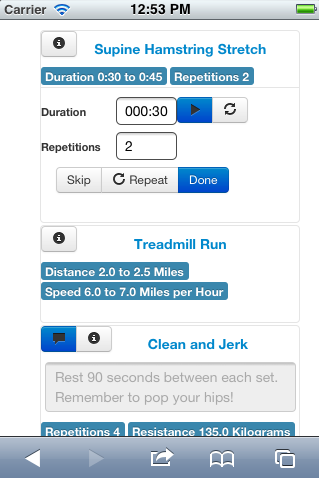 Carrier 12:53 PM
Supine Hamstring Stretch
Duration 0:30 to 0:45 Repetitions 2
Duration 000:30
Repetitions 2
Skip Repeat Done
Treadmill Run
Distance 2.0 to 2.5 Miles
Speed 6.0 to 7.0 Miles per Hour
Clean and Jerk
Rest 90 seconds between each set.
Remember to pop your hips!
Repetitions 4 Resistance 135.0 Kilograms